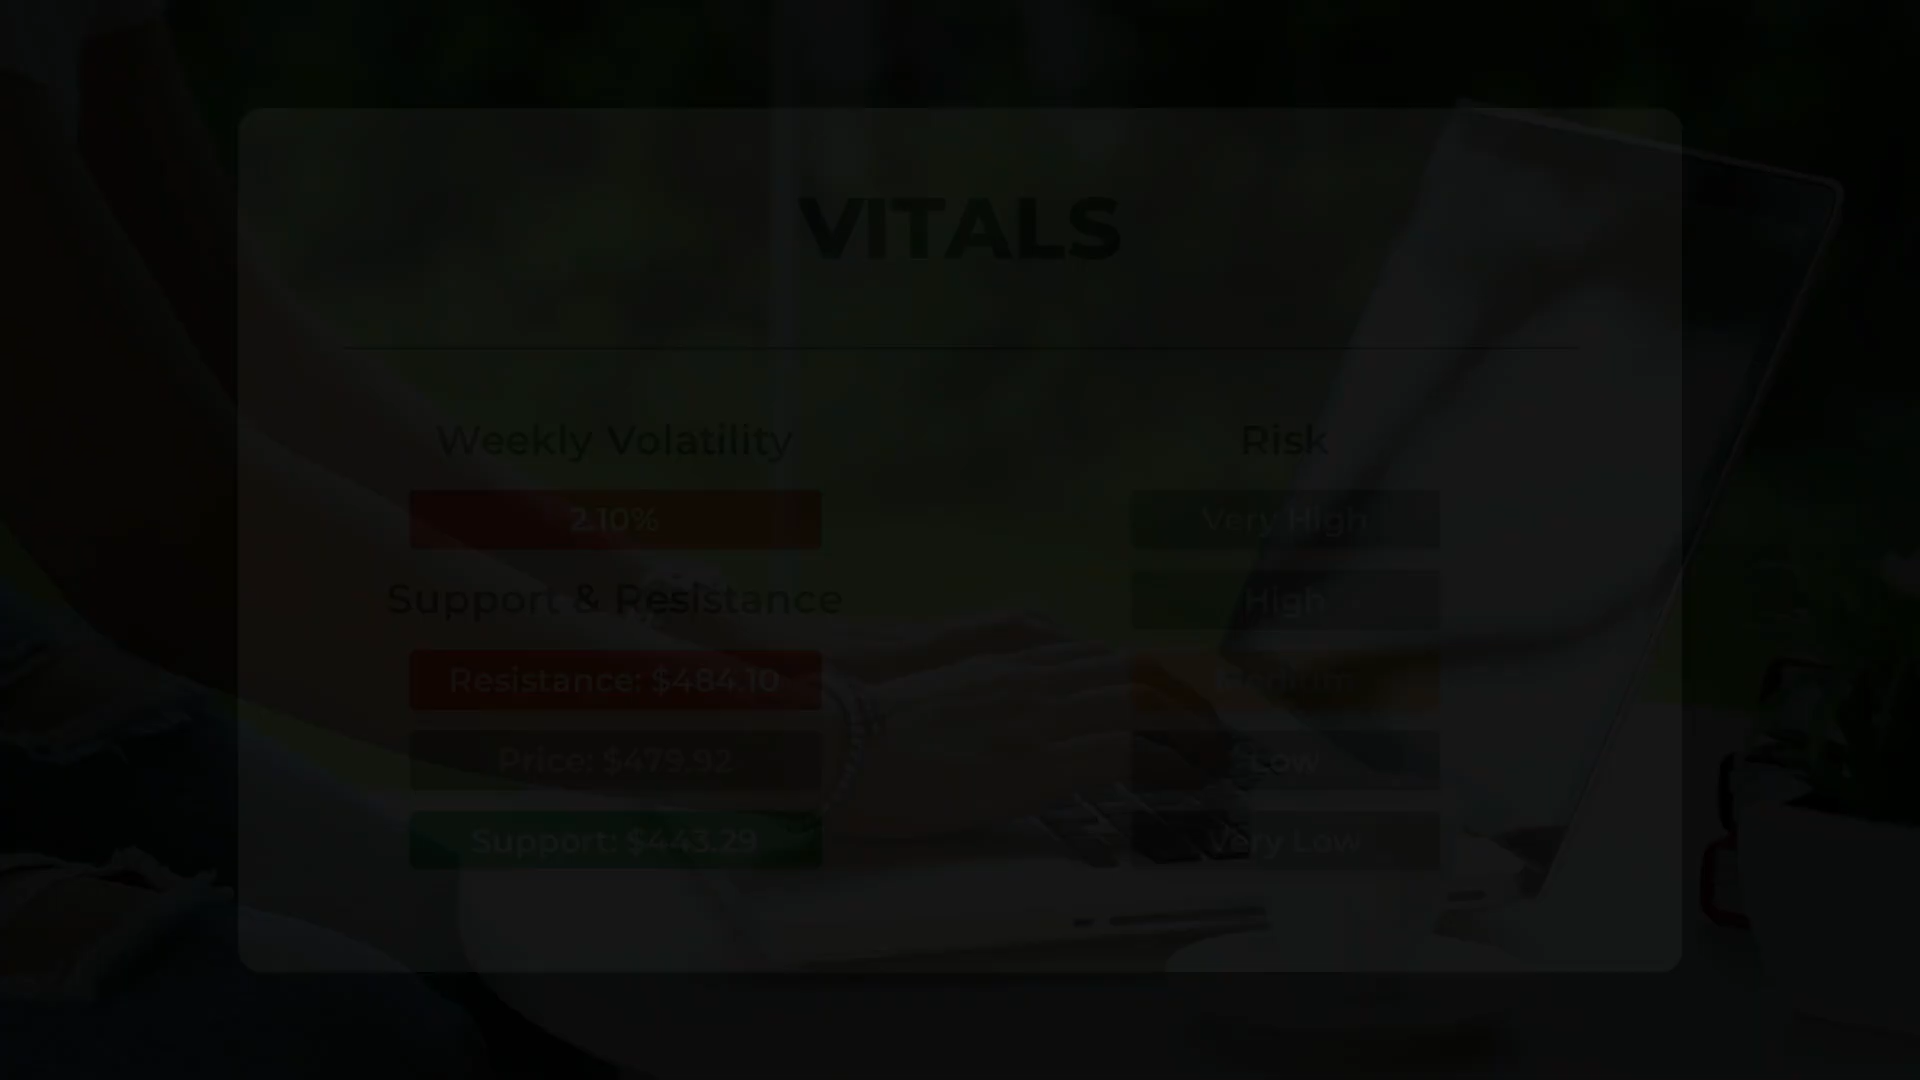 VITALS
Weekly Volatility
2.10%
Support & Resistance
Resistance: $484.10
Price: $479.92
Support: $443.29
Risk
Very High
High
Medium
Low
Very Low